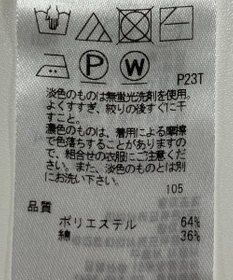 P
W
P23T
淡色のものは無蛍光洗剤を使用。
よくすすぎ、絞りの後すぐに干
すこと。
濃色のものは、着用による摩擦
で色落ちすることがありますの
で、組合せの衣服にご注意くだ
さい。また、淡色のものとは別
にお洗い下さい。
105
品質
ポリエステル 64%
綿 36%